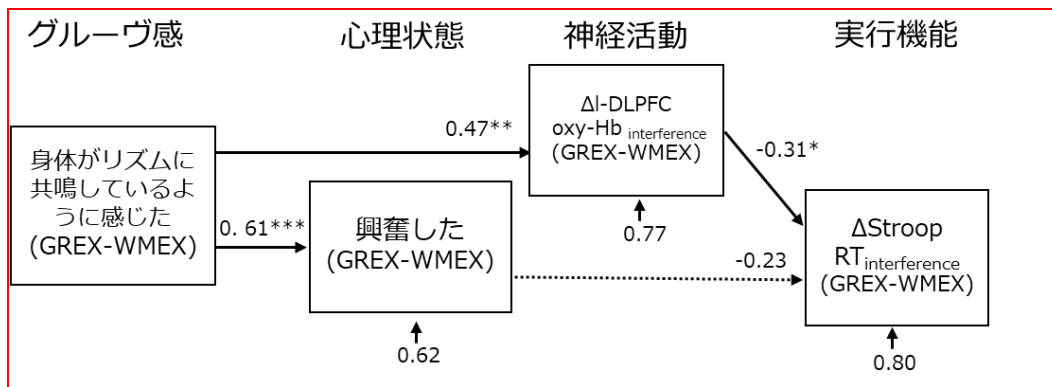 グルーヴ感
心理状態
神経活動
実行機能
身体がリズムに
共鳴しているよ
うに感じた
(GREX-WMEX)
0.47**
0. 61***
興奮した
(GREX-WMEX)
0.62
Δl-DLPFC
oxy-Hb interference
(GREX-WMEX)
0.77
-0.31*
-0.23
ΔStroop
RTinterference
(GREX-WMEX)
0.80